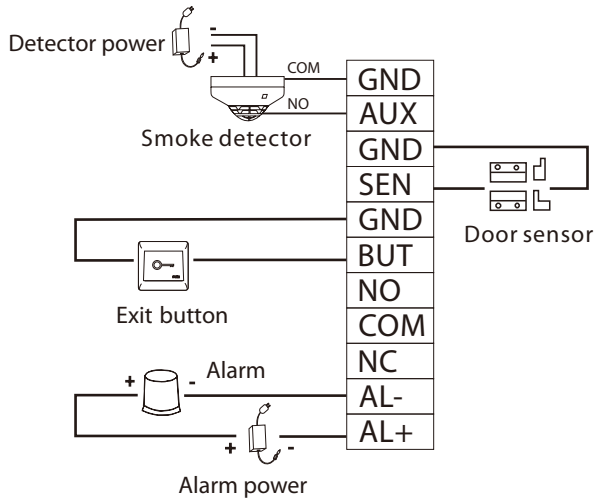 Detector power
-
+
COM
NO
Smoke detector
GND
AUX
GND
SEN
GND
BUT
NO
COM
NC
AL-
AL+
Door sensor
Exit button
+
-
Alarm
+
-
Alarm power